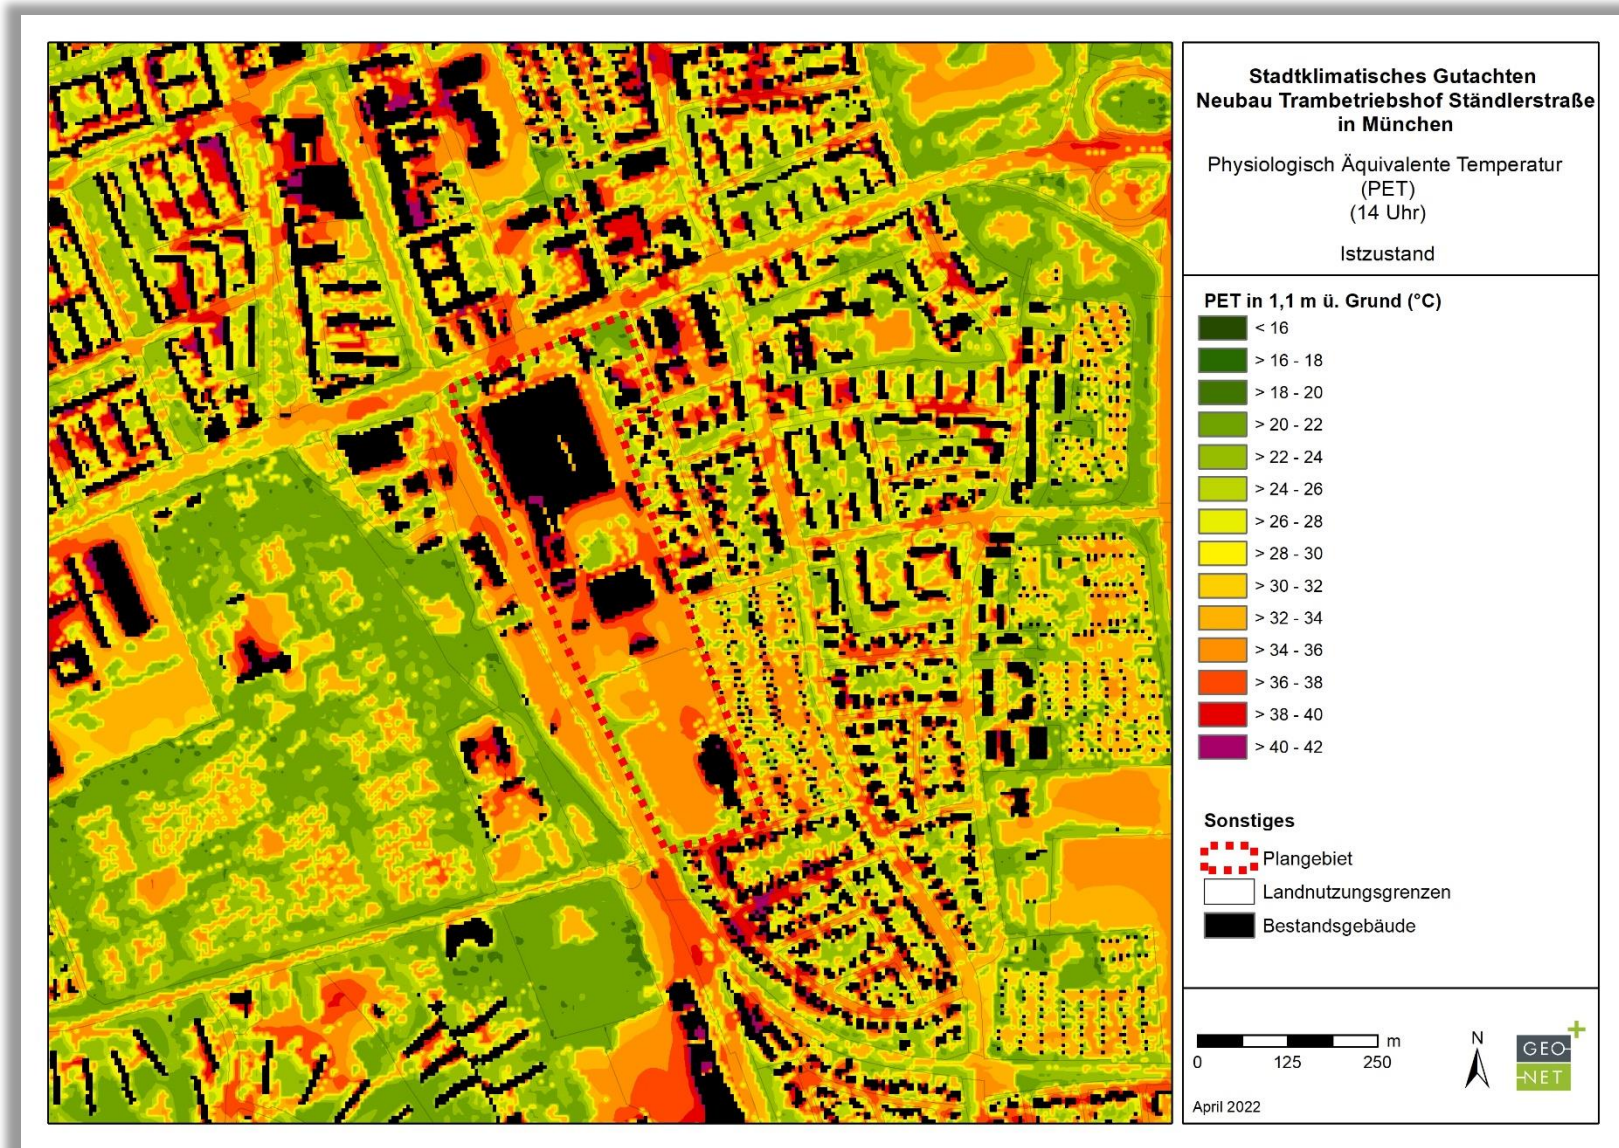 Stadtklimatisches Gutachten
Neubau Trambetriebshof Ständlerstraße
in München
Physiologisch Äquivalente Temperatur
(PET)
(14 Uhr)
Istzustand
PET in 1,1 m ü. Grund (°C)
< 16
> 16 - 18
> 18 - 20
> 20 - 22
> 22 - 24
> 24 - 26
> 26 - 28
> 28 - 30
> 30 - 32
> 32 - 34
> 34 - 36
> 36 - 38
> 38 - 40
> 40 - 42
Sonstiges
Plangebiet
Landnutzungsgrenzen
Bestandsgebäude
m
0 125 250
N
GEO
NET
April 2022